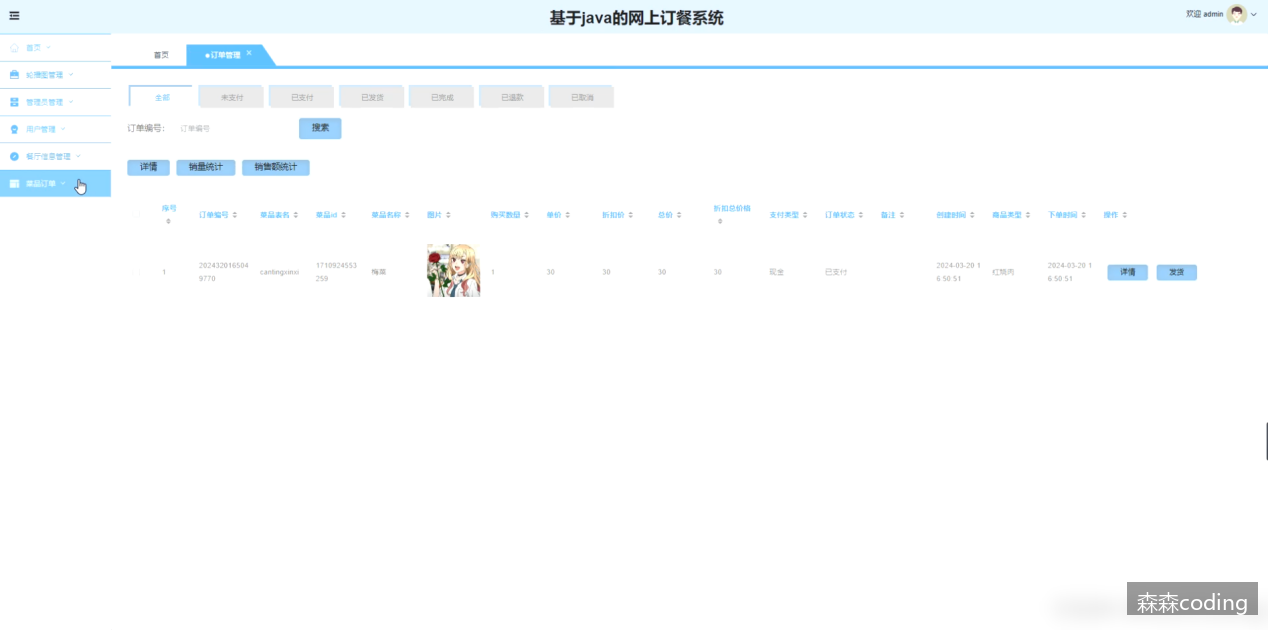 基于java的网上订餐系统
欢迎 admin
首页
轮播图管理
管理员管理
用户管理
餐厅信息管理
菜品订单
首页
订单管理
全部
未支付
已支付
已发货
已完成
已退款
已取消
订单编号:
订单编号
搜索
详情
销量统计
销售额统计
序号
订单编号
菜品表名
菜品id
菜品名称
图片
购买数量
单价
折扣价
总价
折扣总价格
支付类型
订单状态
备注
创建时间
商品类型
下单时间
操作
1
202432016504
9770
cantingxinxi
1710924553
259
梅菜
1
30
30
30
30
现金
已支付
2024-03-20 1
6:50:51
红烧肉
2024-03-20 1
6:50:51
详情
发货
森森coding